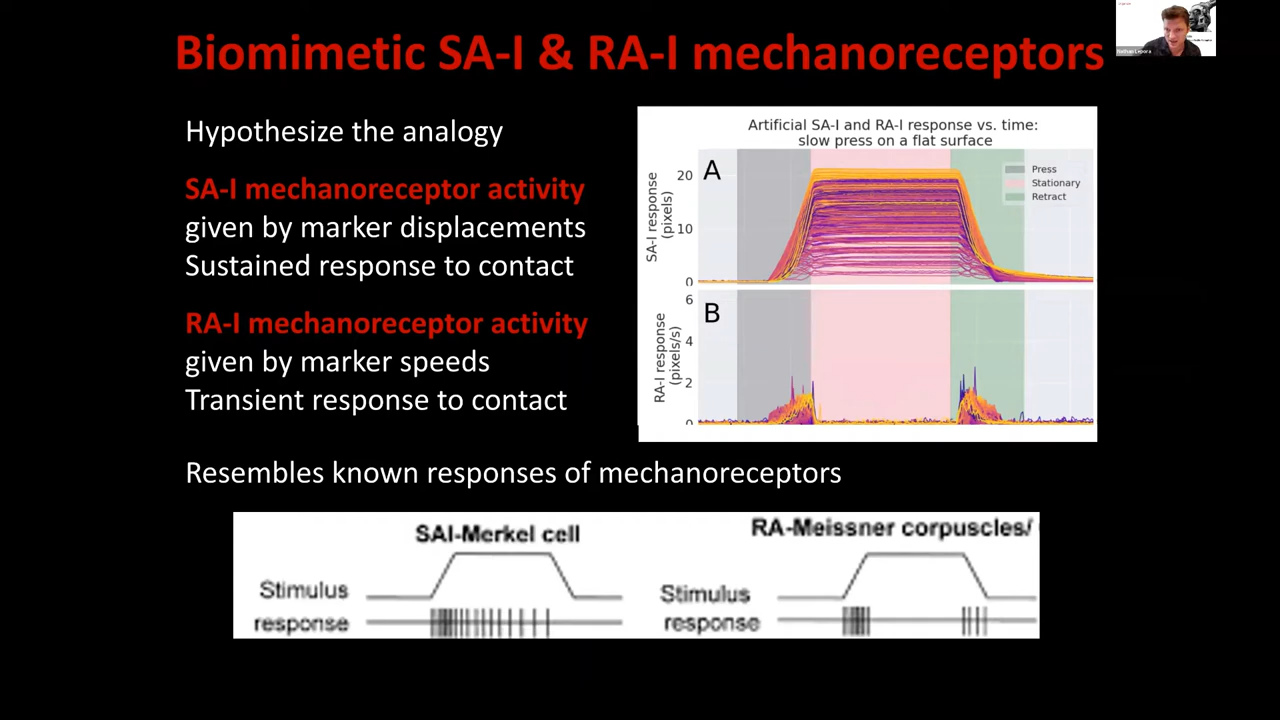 Biomimetic SA-I & RA-I mechanoreceptors
Nathan Lepora
Hypothesize the analogy
SA-I mechanoreceptor activity
given by marker displacements
Sustained response to contact
RA-I mechanoreceptor activity
given by marker speeds
Transient response to contact
Artificial SA-I and RA-I response vs. time:
slow press on a flat surface
A
SA-I response
(pixels)
20
10
0
Press
Stationary
Retract
B
RA-I response
(pixels/s)
6
4
2
0
Resembles known responses of mechanoreceptors
SAI-Merkel cell
Stimulus
response
RA-Meissner corpuscles/
Stimulus
response